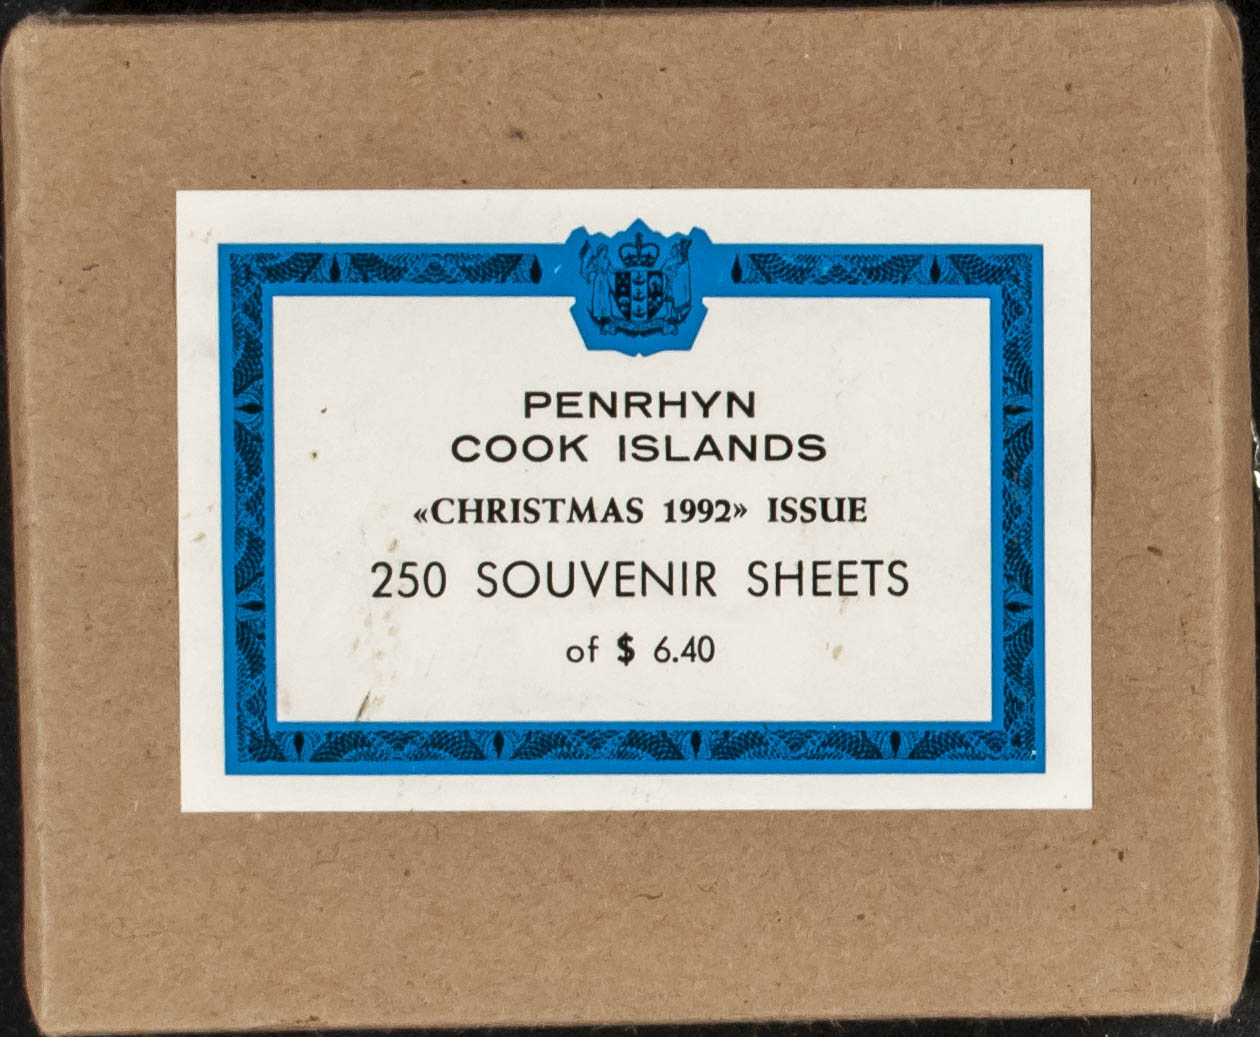 PENRHYN
COOK ISLANDS
«CHRISTMAS 1992» ISSUE
250 SOUVENIR SHEETS
of $ 6.40